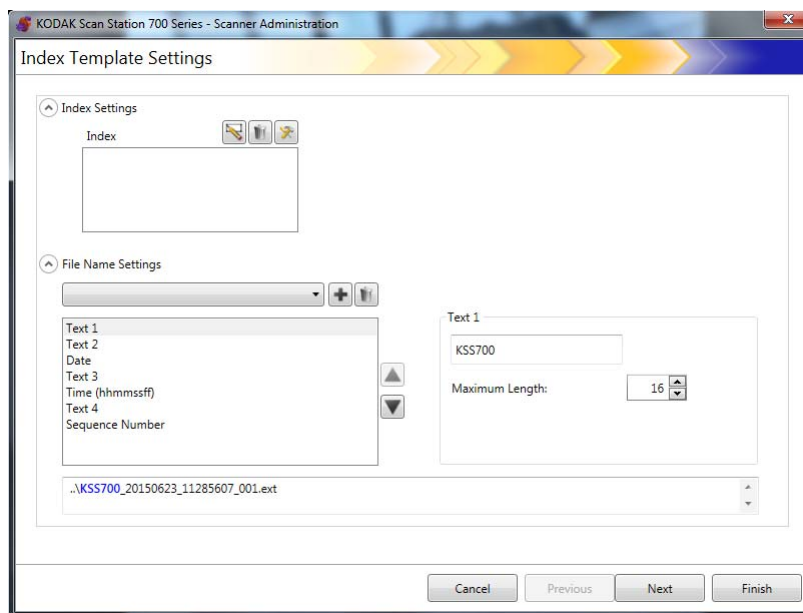 KODAK Scan Station 700 Series - Scanner Administration
Index Template Settings
Index Settings
Index
File Name Settings
Text 1
Text 2
Date
Text 3
Time (hhmmssff)
Text 4
Sequence Number
Text 1
KSS700
Maximum Length:
16
..\KSS700_20150623_11285607_001.ext
Cancel
Previous
Next
Finish